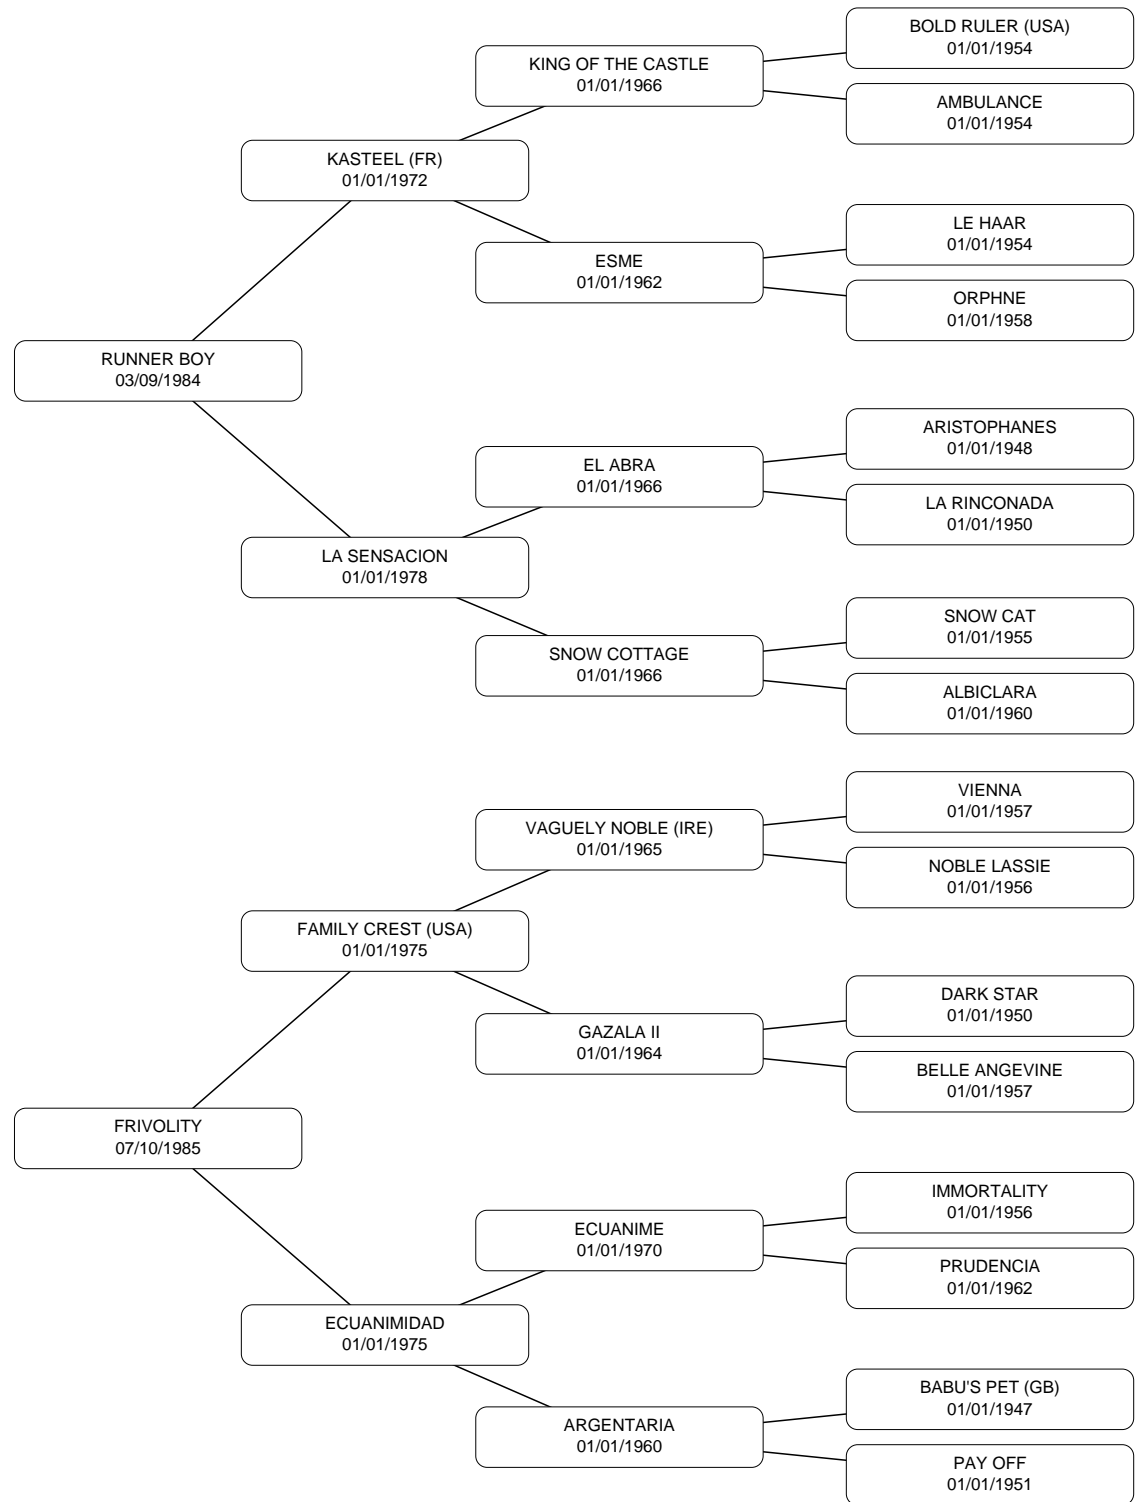 BOLD RULER (USA)
01/01/1954
KING OF THE CASTLE
01/01/1966
AMBULANCE
01/01/1954
KASTEEL (FR)
01/01/1972
LE HAAR
01/01/1954
ESME
01/01/1962
ORPHNE
01/01/1958
RUNNER BOY
03/09/1984
ARISTOPHANES
01/01/1948
EL ABRA
01/01/1966
LA RINCONADA
01/01/1950
LA SENSACION
01/01/1978
SNOW CAT
01/01/1955
SNOW COTTAGE
01/01/1966
ALBICLARA
01/01/1960
VIENNA
01/01/1957
VAGUELY NOBLE (IRE)
01/01/1965
NOBLE LASSIE
01/01/1956
FAMILY CREST (USA)
01/01/1975
DARK STAR
01/01/1950
GAZALA II
01/01/1964
BELLE ANGEVINE
01/01/1957
FRIVOLITY
07/10/1985
IMMORTALITY
01/01/1956
ECUANIME
01/01/1970
PRUDENCIA
01/01/1962
ECUANIMIDAD
01/01/1975
BABU'S PET (GB)
01/01/1947
ARGENTARIA
01/01/1960
PAY OFF
01/01/1951